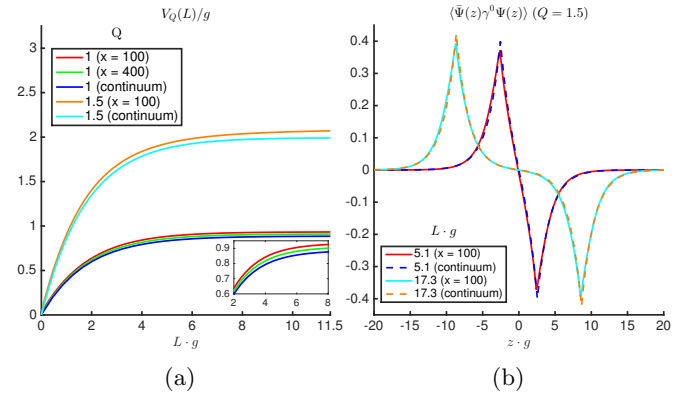 V_Q(L)/g
Q
1 (x = 100)
1 (x = 400)
1 (continuum)
1.5 (x = 100)
1.5 (continuum)
3
2.5
2
1.5
1
0.5
0
0.9
0.8
0.7
0.6
2 4 6 8
0 2 4 6 8 10 11.5
L · g
(a)
⟨Ψ̄(z)γ⁰Ψ(z)⟩ (Q = 1.5)
0.4
0.3
0.2
0.1
0
-0.1
-0.2
-0.3
-0.4
L · g
5.1 (x = 100)
5.1 (continuum)
17.3 (x = 100)
17.3 (continuum)
-20 -15 -10 -5 0 5 10 15 20
z · g
(b)